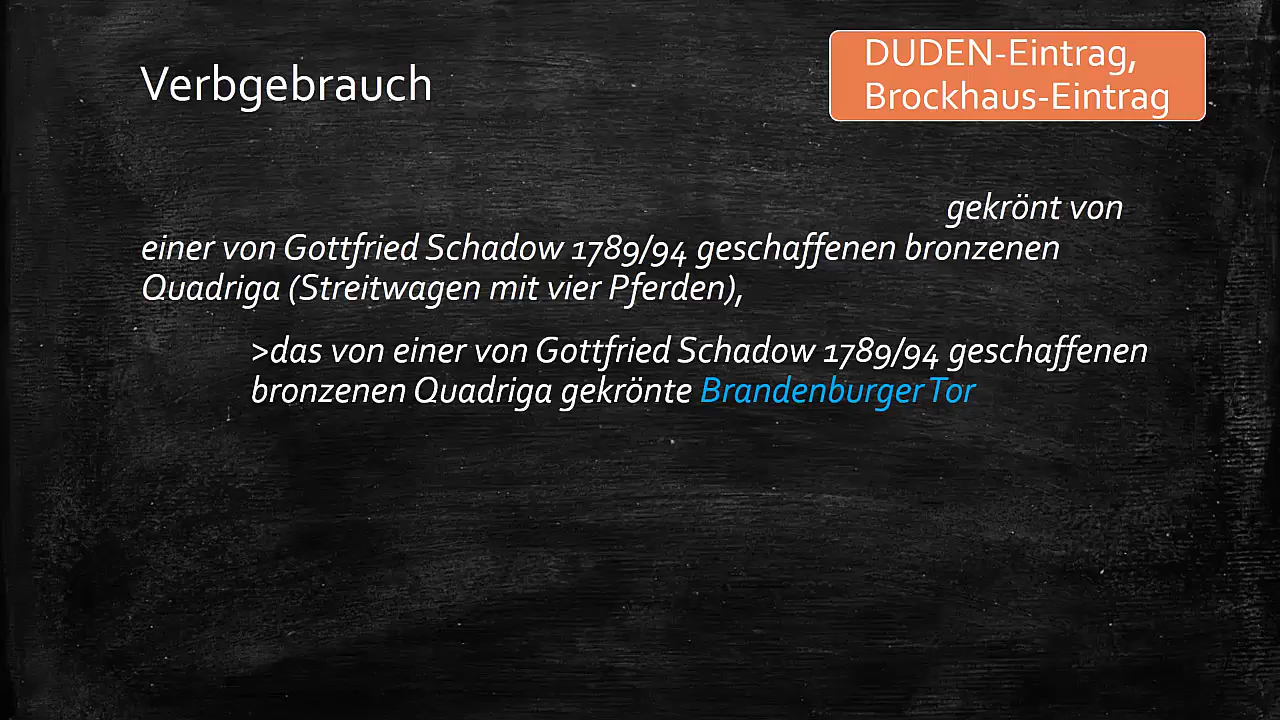 Verbgebrauch
DUDEN-Eintrag,
Brockhaus-Eintrag
gekrönt von
einer von Gottfried Schadow 1789/94 geschaffenen bronzenen
Quadriga (Streitwagen mit vier Pferden),
>das von einer von Gottfried Schadow 1789/94 geschaffenen
bronzenen Quadriga gekrönte Brandenburger Tor